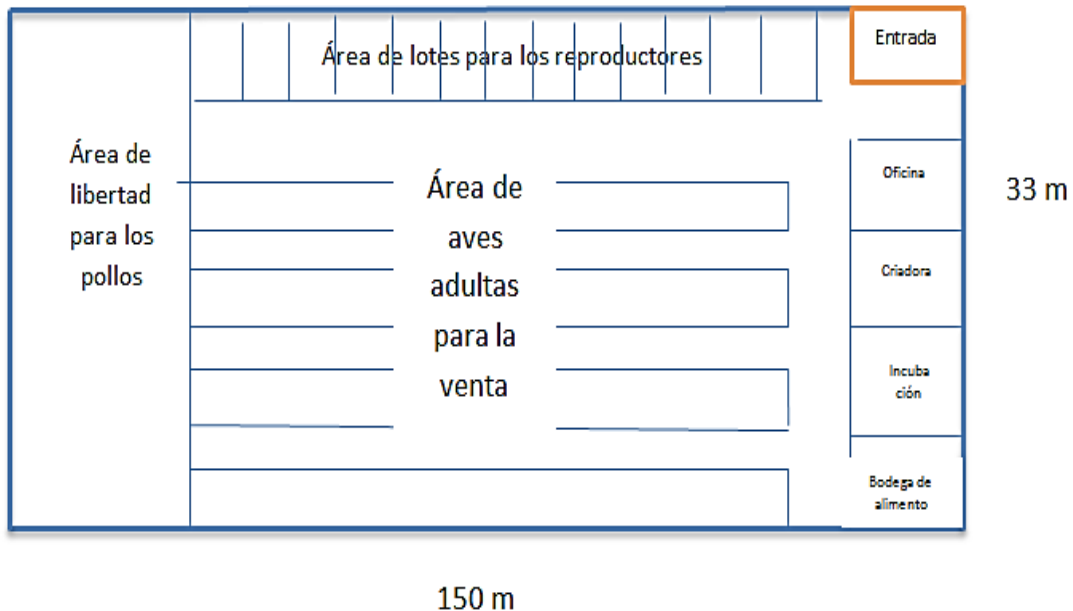 Área de lotes para los reproductores
Entrada
Área de
libertad
para los
pollos
Área de
aves
adultas
para la
venta
Oficina
Criadora
Incuba
ción
Bodega de
alimento
33 m
150 m